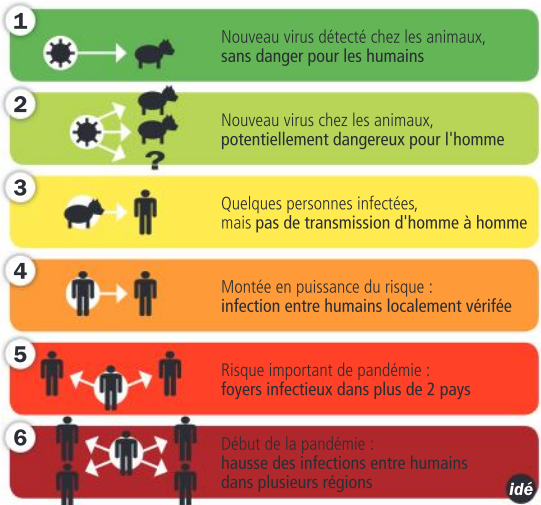 1
Nouveau virus détecté chez les animaux,
sans danger pour les humains
2
Nouveau virus chez les animaux,
potentiellement dangereux pour l'homme
?
3
Quelques personnes infectées,
mais pas de transmission d'homme à homme
4
Montée en puissance du risque :
infection entre humains localement vérifiée
5
Risque important de pandémie :
foyers infectieux dans plus de 2 pays
6
Début de la pandémie :
hausse des infections entre humains
dans plusieurs régions
idé